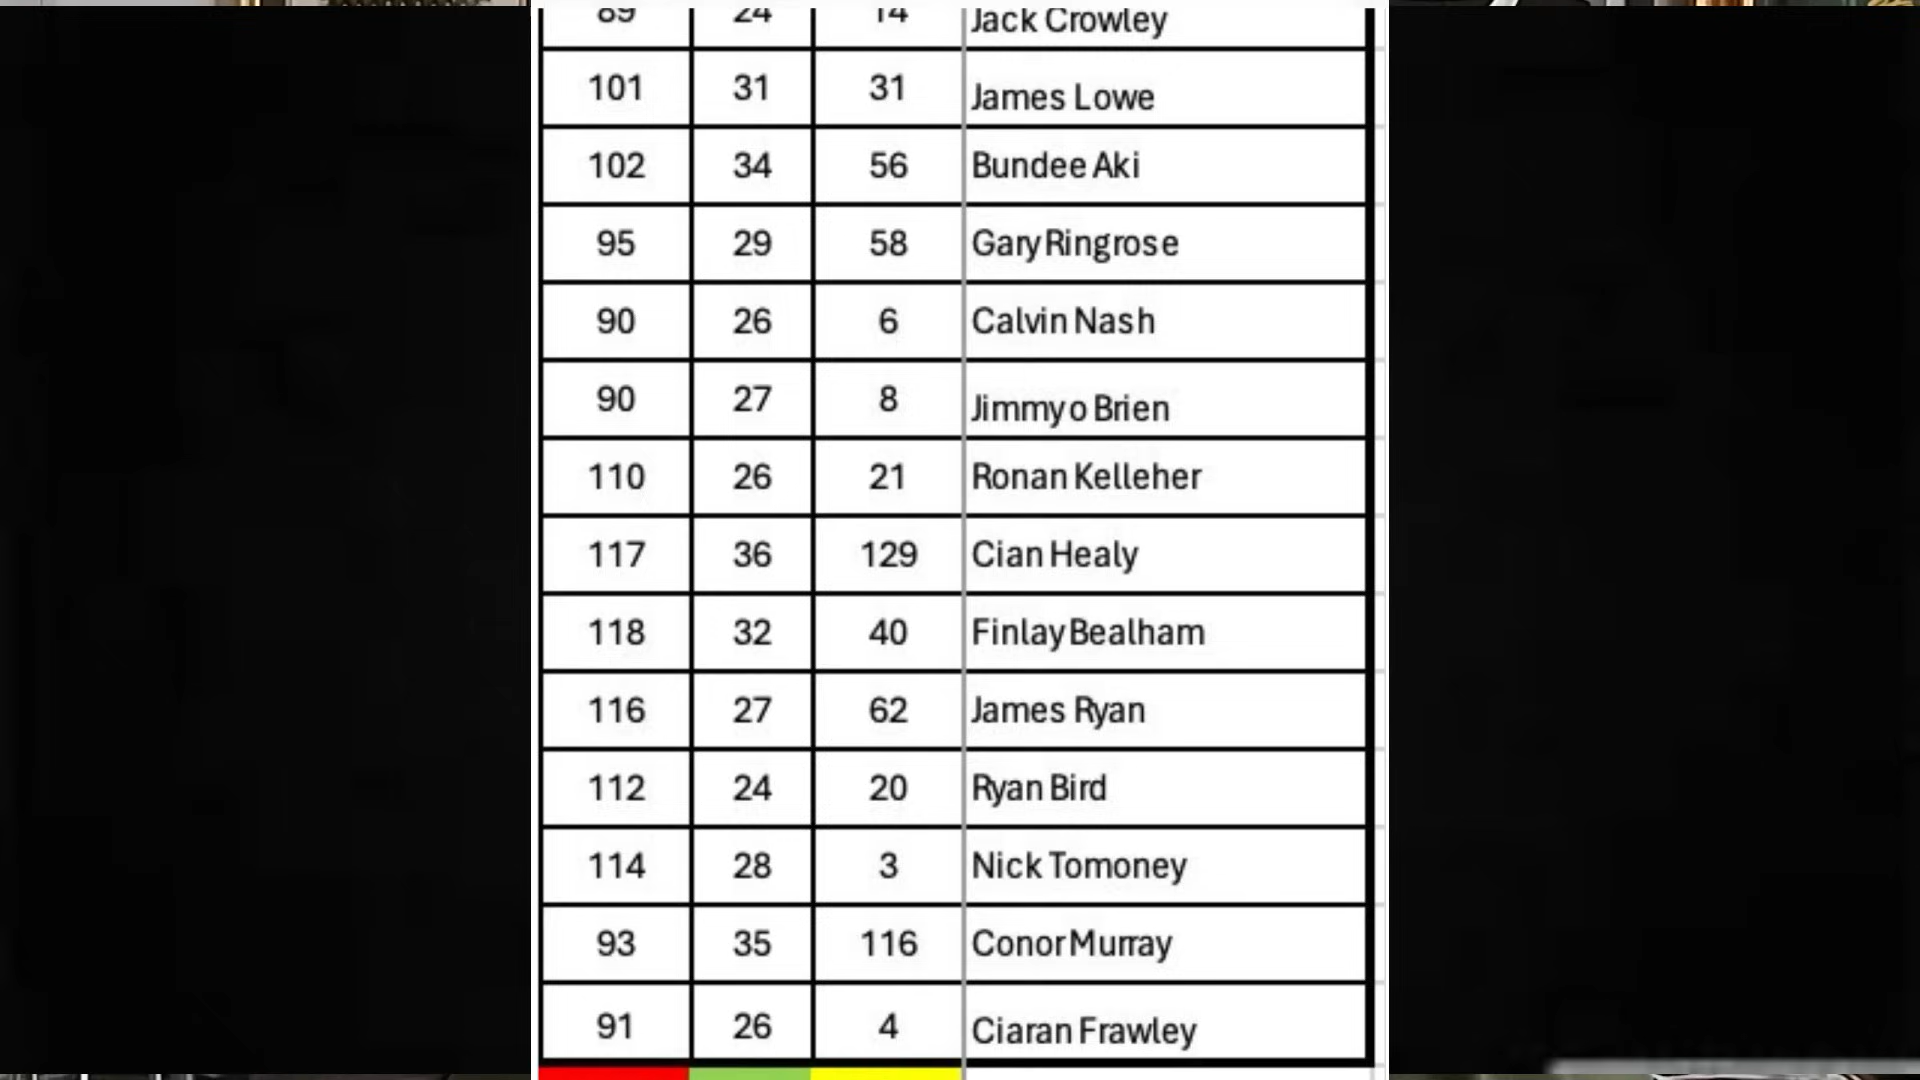 89 24 14 Jack Crowley
101 31 31 James Lowe
102 34 56 Bundee Aki
95 29 58 Gary Ringrose
90 26 6 Calvin Nash
90 27 8 Jimmy o Brien
110 26 21 Ronan Kelleher
117 36 129 Cian Healy
118 32 40 Finlay Bealham
116 27 62 James Ryan
112 24 20 Ryan Bird
114 28 3 Nick Tomoney
93 35 116 Conor Murray
91 26 4 Ciaran Frawley